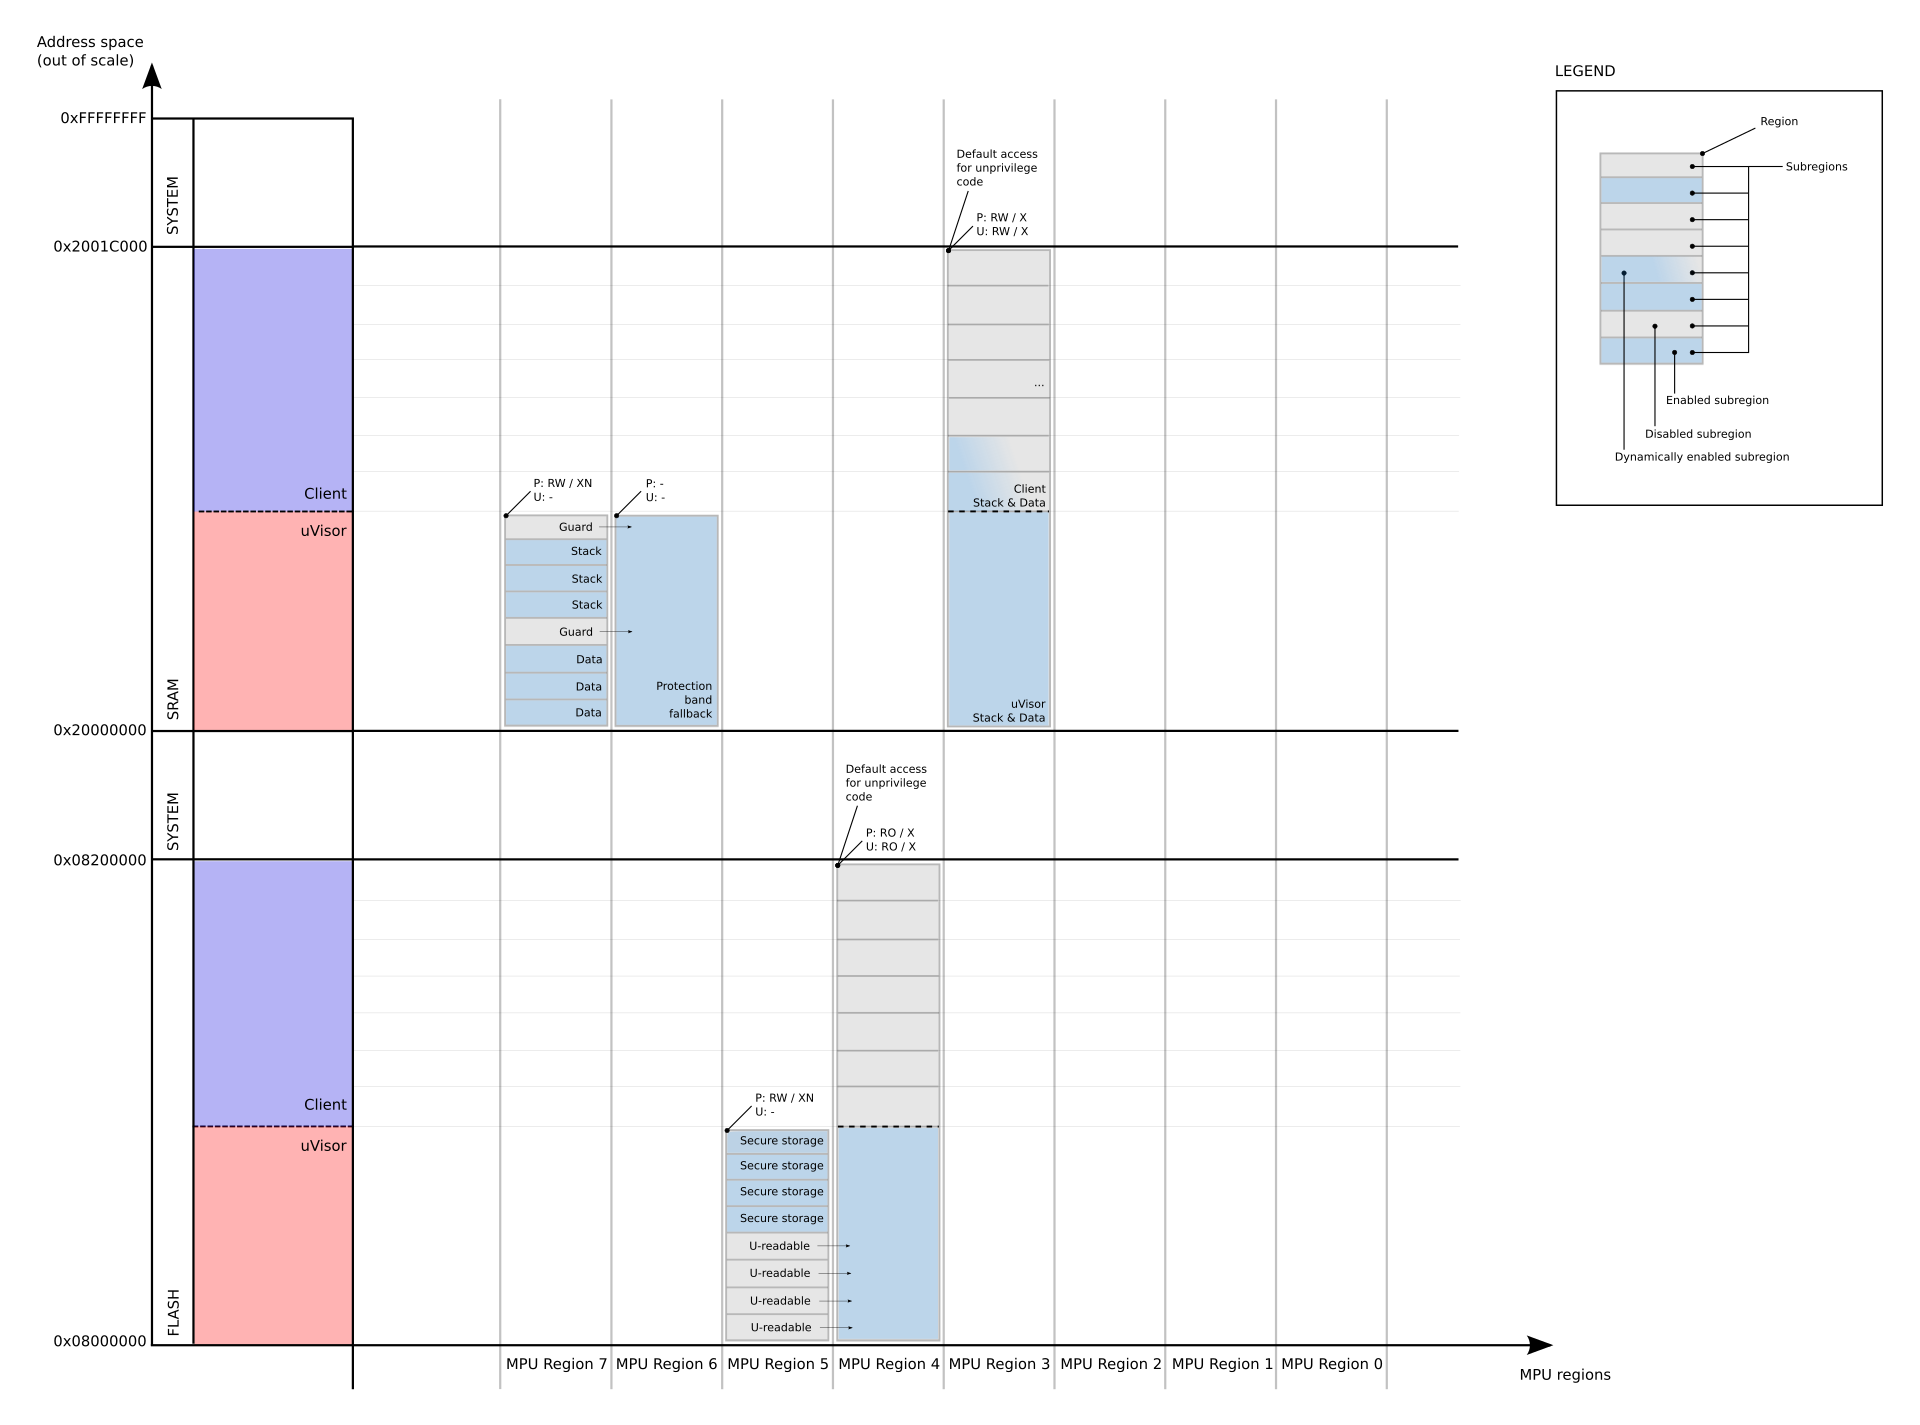 Address space
(out of scale)
LEGEND
0xFFFFFFFF
Region
Subregions
Default access
for unprivilege
code
SYSTEM
P: RW / X
U: RW / X
0x2001C000
...
Enabled subregion
Disabled subregion
Dynamically enabled subregion
Client
uVisor
P: RW / XN
U: -
P: -
U: -
Client
Stack & Data
Guard
Stack
Stack
Stack
Guard
Data
Data
Data
Protection
band
fallback
uVisor
Stack & Data
SRAM
0x20000000
Default access
for unprivilege
code
SYSTEM
P: RO / X
U: RO / X
0x08200000
Client
uVisor
P: RW / XN
U: -
Secure storage
Secure storage
Secure storage
Secure storage
U-readable
U-readable
U-readable
U-readable
FLASH
0x08000000
MPU Region 7
MPU Region 6
MPU Region 5
MPU Region 4
MPU Region 3
MPU Region 2
MPU Region 1
MPU Region 0
MPU regions